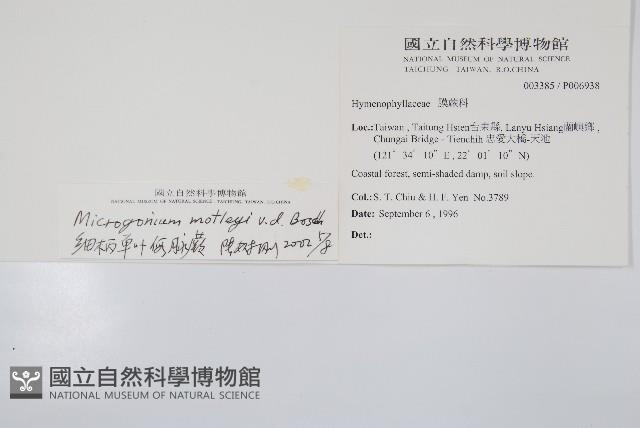 國立自然科學博物館
NATIONAL MUSEUM OF NATURAL SCIENCE
TAICHUNG TAIWAN, R.O.CHINA
003385 / P006938
Hymenophyllaceae 膜蕨科
Loc.:Taiwan , Taitung Hsien台東縣, Lanyu Hsiang蘭嶼鄉 ,
Chungai Bridge - Tienchih 忠愛大橋-天池
(121° 34' 10" E , 22° 01' 10" N)
Coastal forest, semi-shaded damp, soil slope.
Col.: S. T. Chiu & H. F. Yen No.3789
Date: September 6 , 1996
Det.:
國立自然科學博物館
NATIONAL MUSEUM OF NATURAL SCIENCE TAICHUNG, TAIWAN, R.O.CHINA
Microgonium motleyi v.d. Bosch
細柄單叶假脉蕨 2002
國立自然科學博物館
NATIONAL MUSEUM OF NATURAL SCIENCE